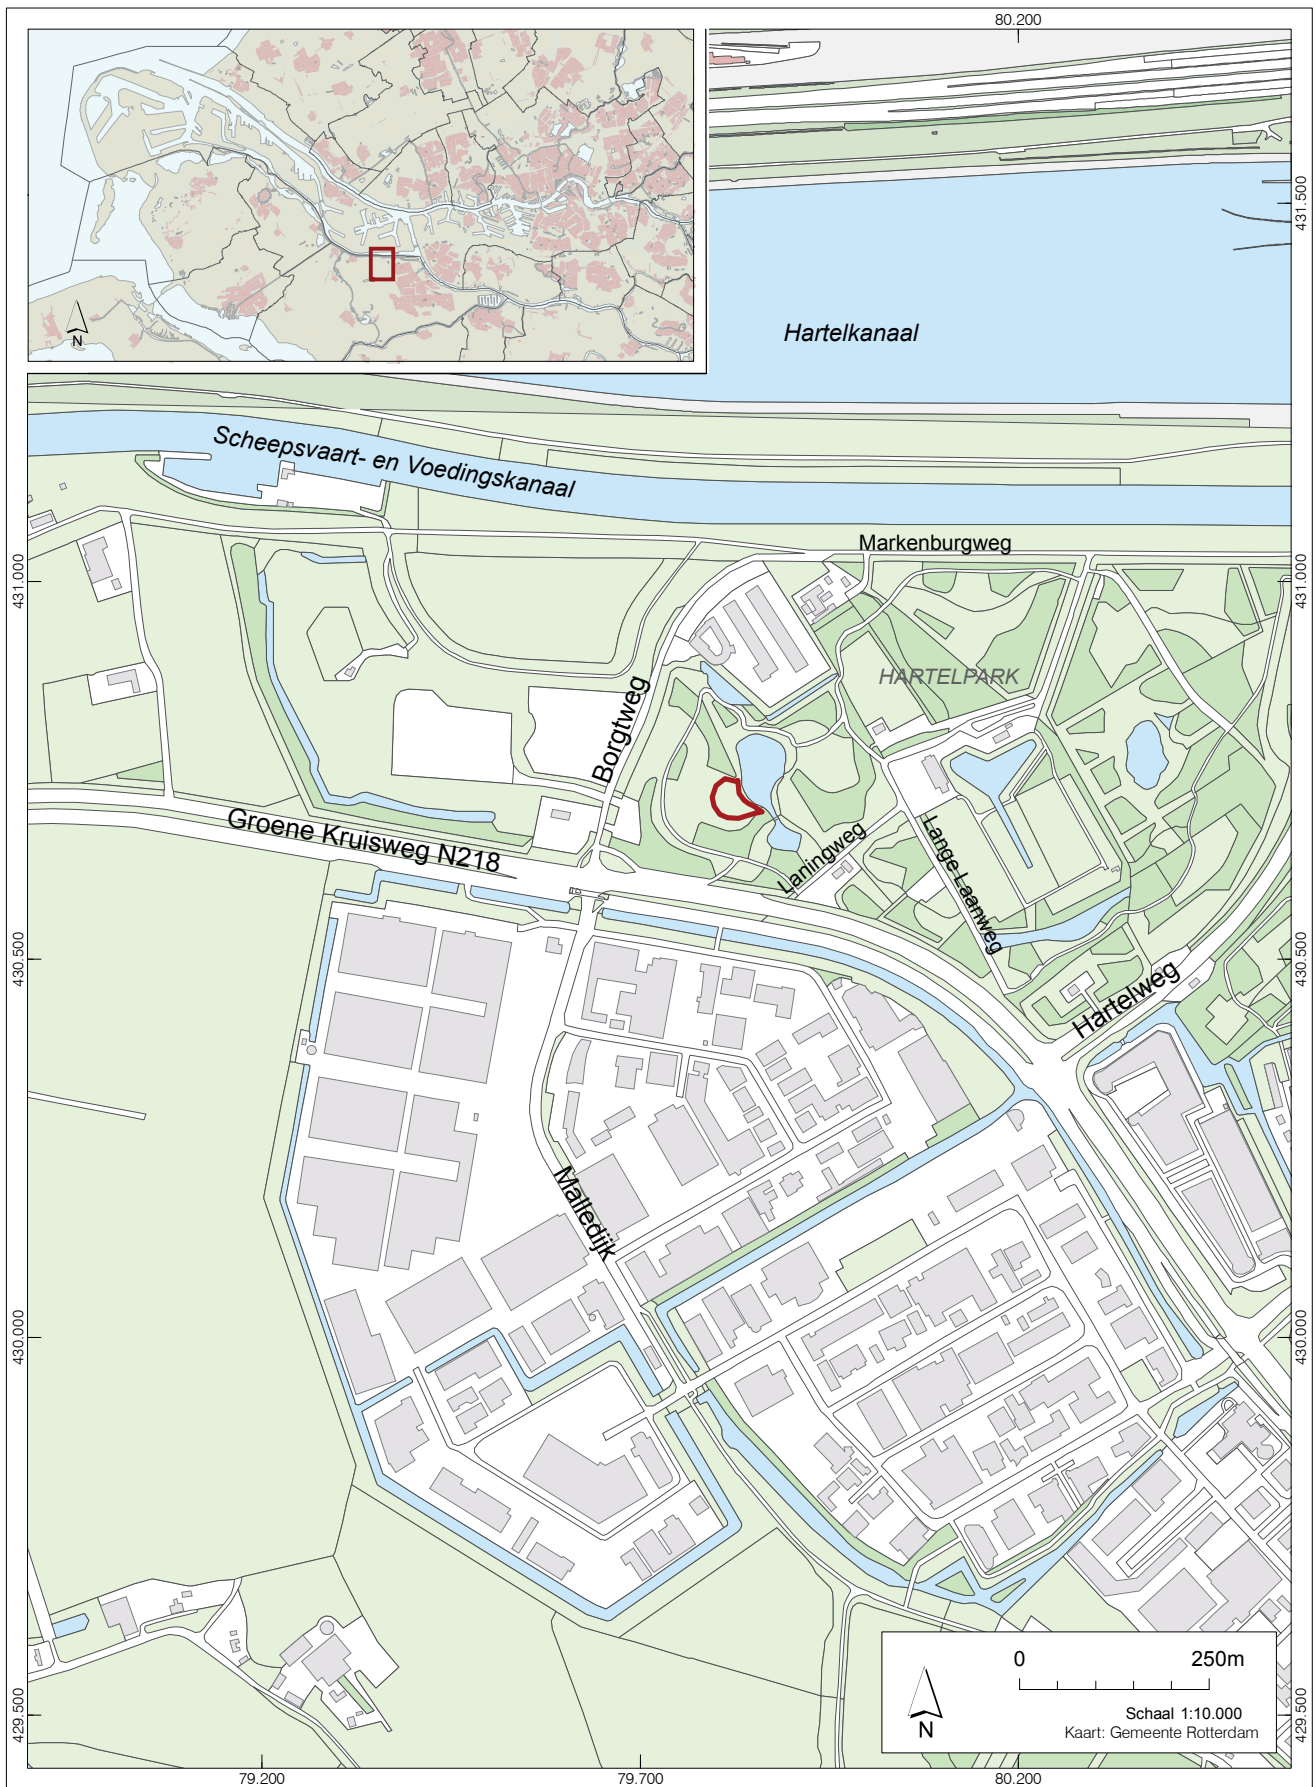 80.200
431.500
N
Hartelkanaal
Scheepsvaart- en Voedingskanaal
Markenburgweg
431.000
431.000
HARTELPARK
Borgtweg
Groene Kruisweg N218
Laningweg
Lange Laanweg
430.500
430.500
Hartelweg
Malledijk
430.000
430.000
0 250m
N
Schaal 1:10.000
Kaart: Gemeente Rotterdam
429.500
429.500
79.200
79.700
80.200